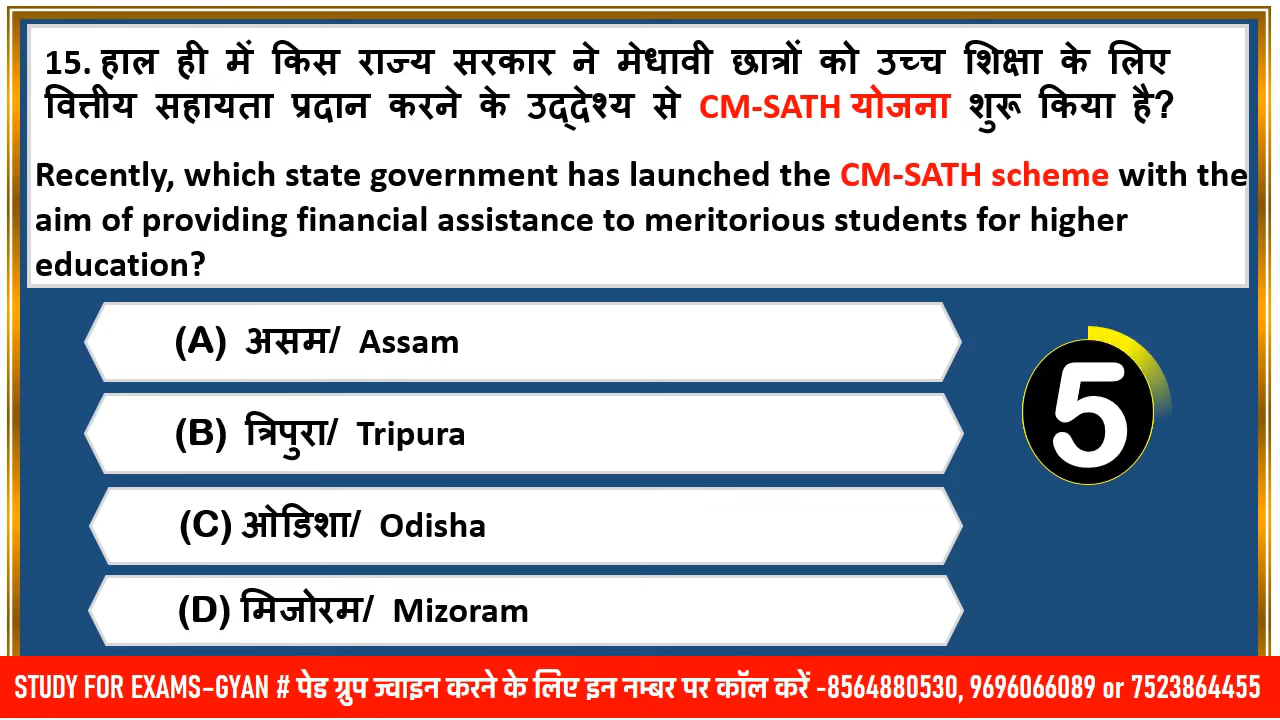 15. हाल ही में किस राज्य सरकार ने मेधावी छात्रों को उच्च शिक्षा के लिए
वित्तीय सहायता प्रदान करने के उद्देश्य से CM-SATH योजना शुरू किया है?
Recently, which state government has launched the CM-SATH scheme with the
aim of providing financial assistance to meritorious students for higher
education?
(A) असम/ Assam
(B) त्रिपुरा/ Tripura
5
(C) ओडिशा/ Odisha
(D) मिजोरम/ Mizoram
STUDY FOR EXAMS-GYAN # पेड ग्रुप ज्वाइन करने के लिए इन नम्बर पर कॉल करें -8564880530, 9696066089 or 7523864455